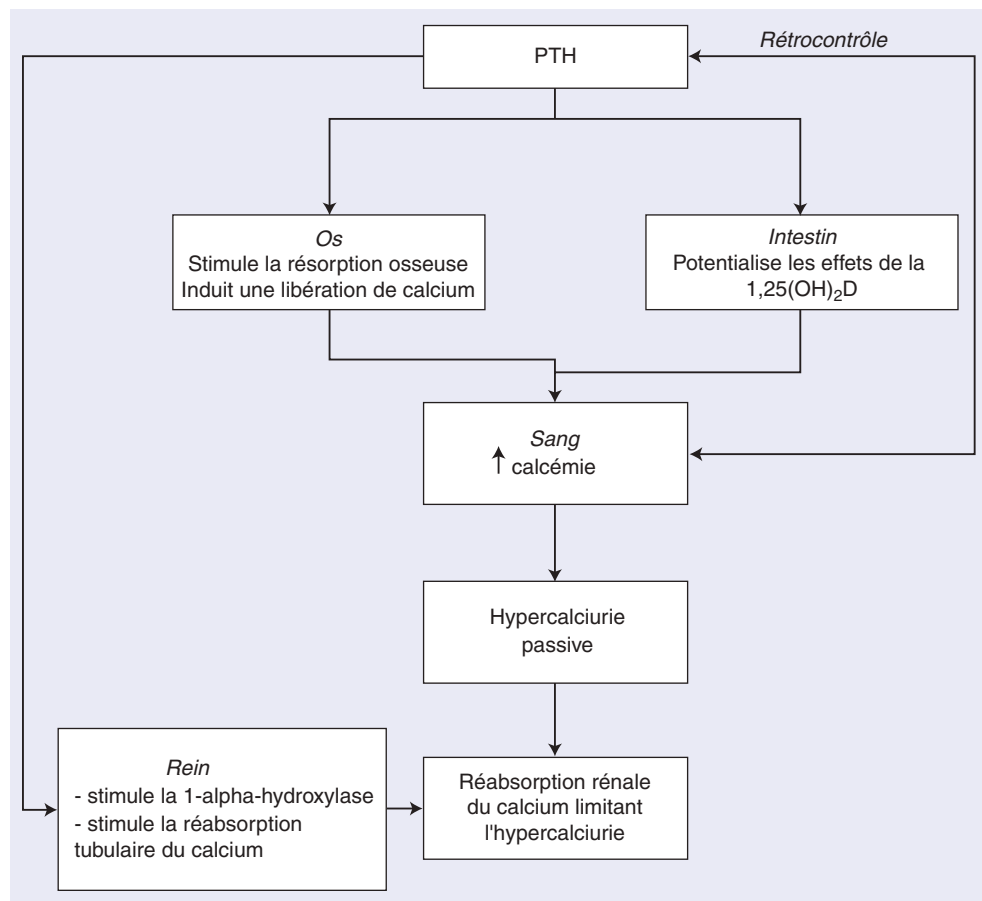 PTH
Rétrocontrôle
Os
Stimule la résorption osseuse
Induit une libération de calcium
Intestin
Potentialise les effets de la
1,25(OH)₂D
Sang
↑ calcémie
Hypercalciurie
passive
Rein
- stimule la 1-alpha-hydroxylase
- stimule la réabsorption
tubulaire du calcium
Réabsorption rénale
du calcium limitant
l'hypercalciurie